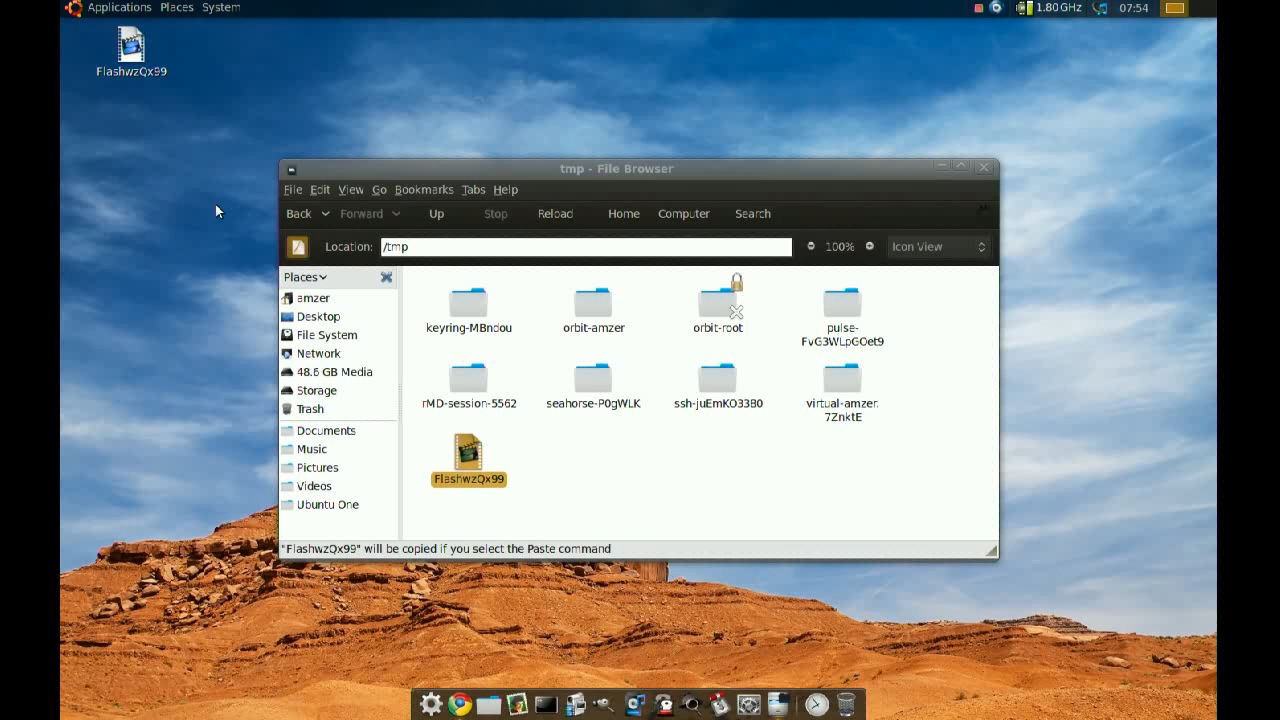 Applications Places System
1.80 GHz 07:54
FlashwzQx99
tmp - File Browser
File Edit View Go Bookmarks Tabs Help
Back Forward Up Stop Reload Home Computer Search
Location: /tmp 100% Icon View
Places
amzer
Desktop
File System
Network
48.6 GB Media
Storage
Trash
Documents
Music
Pictures
Videos
Ubuntu One
keyring-MBndou orbit-amzer orbit-root pulse-
FvG3WLpGOet9
rMD-session-5562 seahorse-P0gWLK ssh-juEmKO3380 virtual-amzer.
7ZnktE
FlashwzQx99
"FlashwzQx99" will be copied if you select the Paste command